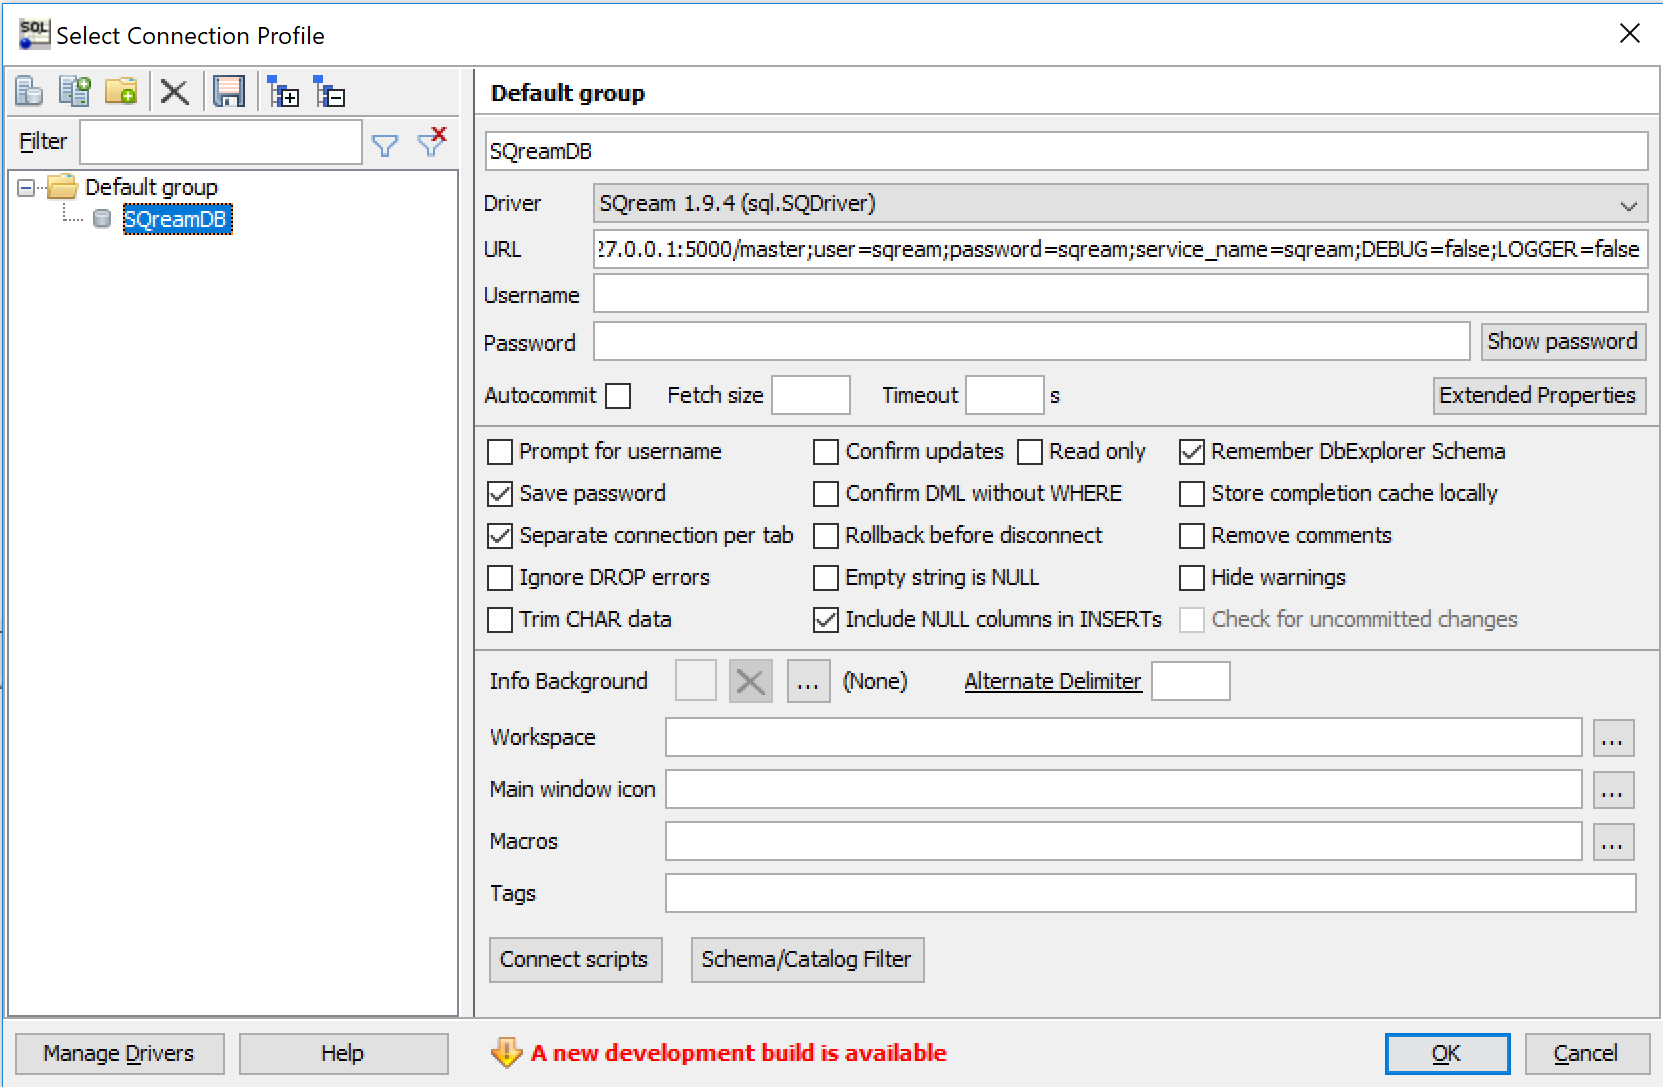 SQL Select Connection Profile
Default group
Filter
SQreamDB
Default group
SQreamDB
Driver SQream 1.9.4 (sql.SQDriver)
URL 27.0.0.1:5000/master;user=sqream;password=sqream;service_name=sqream;DEBUG=false;LOGGER=false
Username
Password Show password
Autocommit Fetch size Timeout s Extended Properties
Prompt for username Confirm updates Read only Remember DbExplorer Schema
Save password Confirm DML without WHERE Store completion cache locally
Separate connection per tab Rollback before disconnect Remove comments
Ignore DROP errors Empty string is NULL Hide warnings
Trim CHAR data Include NULL columns in INSERTs Check for uncommitted changes
Info Background ... (None) Alternate Delimiter
Workspace ...
Main window icon ...
Macros ...
Tags
Connect scripts Schema/Catalog Filter
Manage Drivers Help A new development build is available OK Cancel